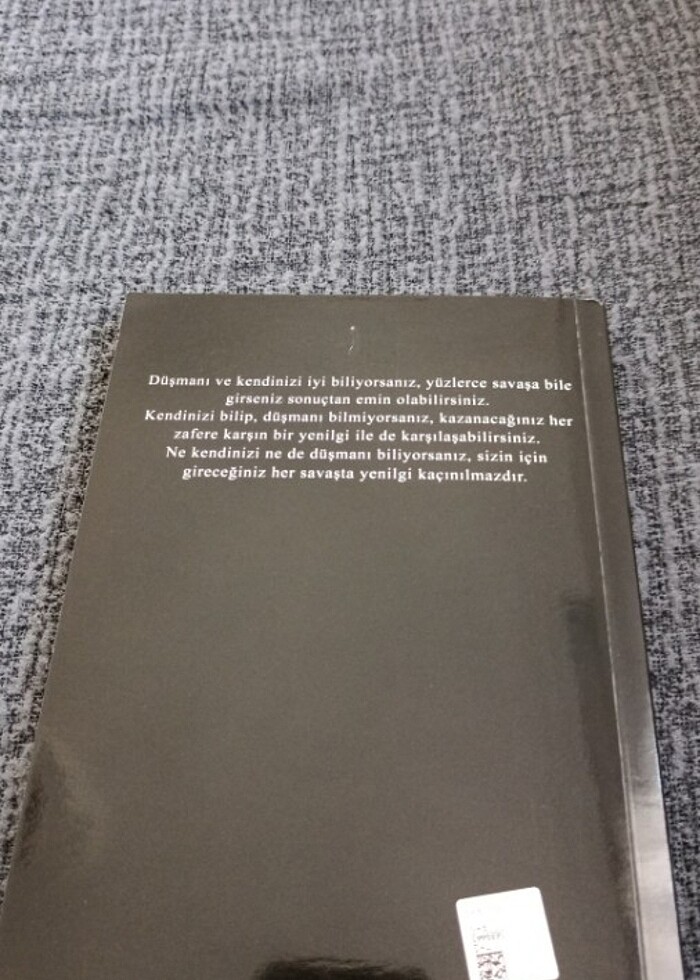 Düşmanı ve kendinizi iyi biliyorsanız, yüzlerce savaşa bile
girseniz sonuçtan emin olabilirsiniz.
Kendinizi bilip, düşmanı bilmiyorsanız, kazanacağınız her
zafere karşın bir yenilgi ile de karşılaşabilirsiniz.
Ne kendinizi ne de düşmanı biliyorsanız, sizin için
gireceğiniz her savaşta yenilgi kaçınılmazdır.